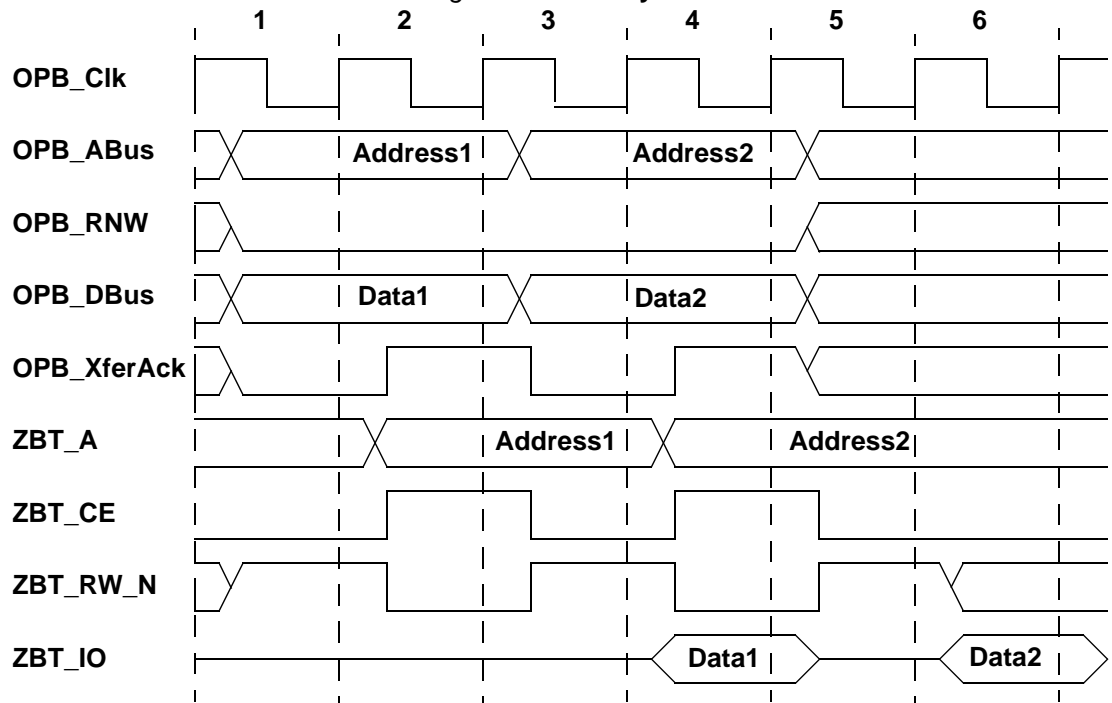 1 2 3 4 5 6
OPB_Clk
OPB_ABus Address1 Address2
OPB_RNW
OPB_DBus Data1 Data2
OPB_XferAck
ZBT_A Address1 Address2
ZBT_CE
ZBT_RW_N
ZBT_IO Data1 Data2